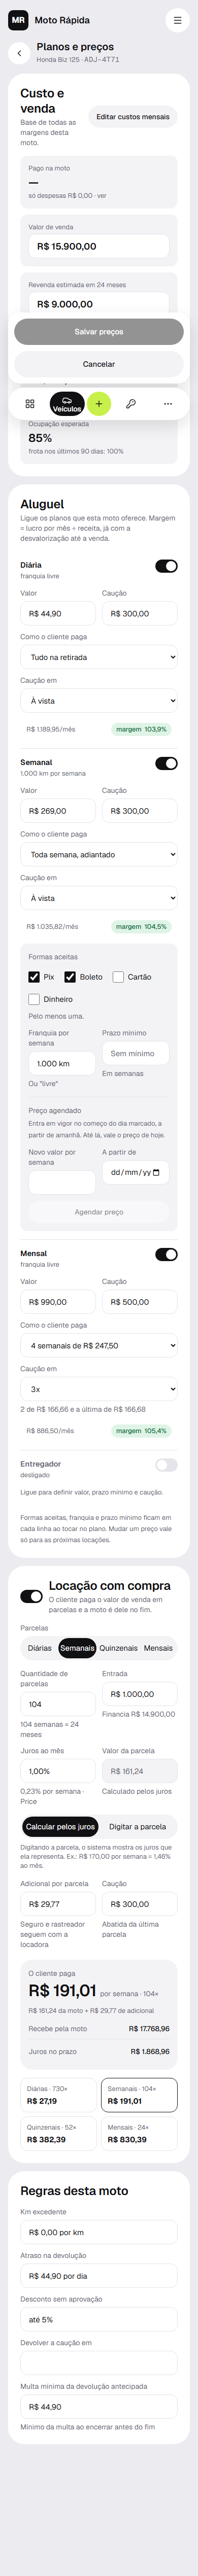 MR Moto Rápida
Planos e preços
Honda Biz 125 · ADJ-4T71
Custo e
venda
Base de todas as
margens desta
moto.
Editar custos mensais
Pago na moto
—
só despesas R$ 0,00 · ver
Valor de venda
R$ 15.900,00
Revenda estimada em 24 meses
R$ 9.000,00
Salvar preços
Cancelar
Veículos
Ocupação esperada
85%
frota nos últimos 90 dias: 100%
Aluguel
Ligue os planos que esta moto oferece. Margem
= lucro por mês ÷ receita, já com a
desvalorização até a venda.
Diária
franquia livre
Valor Caução
R$ 44,90 R$ 300,00
Como o cliente paga
Tudo na retirada
Caução em
À vista
R$ 1.189,95/mês margem 103,9%
Semanal
1.000 km por semana
Valor Caução
R$ 269,00 R$ 300,00
Como o cliente paga
Toda semana, adiantado
Caução em
À vista
R$ 1.035,82/mês margem 104,5%
Formas aceitas
Pix Boleto Cartão
Dinheiro
Pelo menos uma.
Franquia por
semana
Prazo mínimo
1.000 km Sem mínimo
Ou "livre" Em semanas
Preço agendado
Entra em vigor no começo do dia marcado, a
partir de amanhã. Até lá, vale o preço de hoje.
Novo valor por
semana
A partir de
dd/mm/yy
Agendar preço
Mensal
franquia livre
Valor Caução
R$ 990,00 R$ 500,00
Como o cliente paga
4 semanais de R$ 247,50
Caução em
3x
2 de R$ 166,66 e a última de R$ 166,68
R$ 886,50/mês margem 105,4%
Entregador
desligado
Ligue para definir valor, prazo mínimo e caução.
Formas aceitas, franquia e prazo mínimo ficam em
cada linha ao tocar no plano. Mudar um preço vale
só para as próximas locações.
Locação com compra
O cliente paga o valor de venda em
parcelas e a moto é dele no fim.
Parcelas
Diárias Semanais Quinzenais Mensais
Quantidade de
parcelas
Entrada
104 R$ 1.000,00
104 semanas = 24
meses
Financia R$ 14.900,00
Juros ao mês Valor da parcela
1,00% R$ 161,24
0,23% por semana ·
Price
Calculado pelos juros
Calcular pelos juros Digitar a parcela
Digitando a parcela, o sistema mostra os juros que
ela representa. Ex.: R$ 170,00 por semana = 1,46%
ao mês.
Adicional por parcela Caução
R$ 29,77 R$ 300,00
Seguro e rastreador
seguem com a
locadora
Abatida da última
parcela
O cliente paga
R$ 191,01 por semana · 104×
R$ 161,24 da moto + R$ 29,77 de adicional
Recebe pela moto R$ 17.768,96
Juros no prazo R$ 1.868,96
Diárias · 730×
R$ 27,19
Semanais · 104×
R$ 191,01
Quinzenais · 52×
R$ 382,39
Mensais · 24×
R$ 830,39
Regras desta moto
Km excedente
R$ 0,00 por km
Atraso na devolução
R$ 44,90 por dia
Desconto sem aprovação
até 5%
Devolver a caução em
Multa mínima da devolução antecipada
R$ 44,90
Mínimo da multa ao encerrar antes do fim